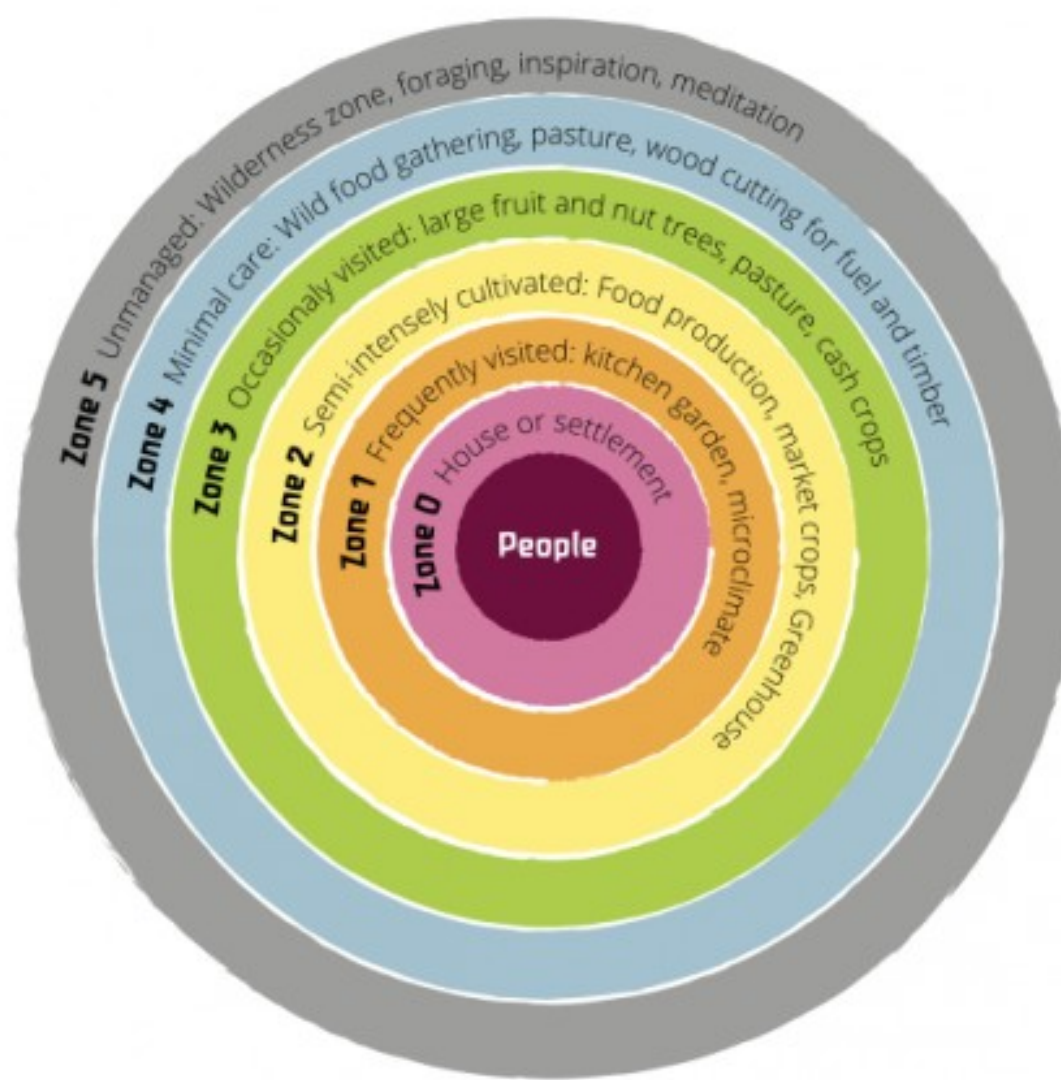 Zone 5 Unmanaged: Wilderness zone, foraging, inspiration, meditation
Zone 4 Minimal care: Wild food gathering, pasture, wood cutting for fuel and timber
Zone 3 Occasionaly visited: large fruit and nut trees, pasture, cash crops
Zone 2 Semi-intensely cultivated: Food production, market crops, Greenhouse
Zone 1 Frequently visited: kitchen garden, microclimate
Zone 0 House or settlement
People